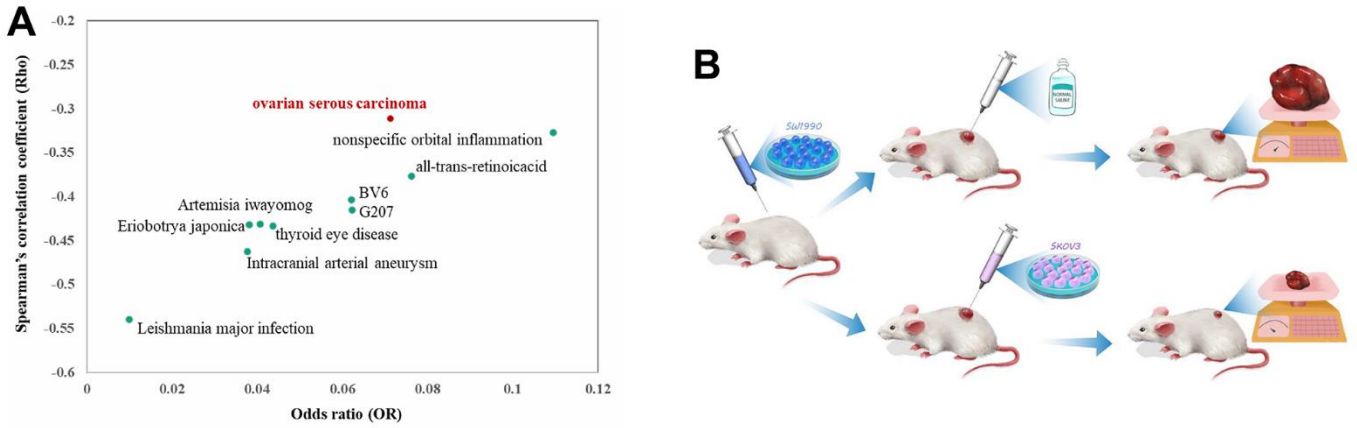 A
Spearman's correlation coefficient (Rho)
-0.2
-0.25
-0.3
-0.35
-0.4
-0.45
-0.5
-0.55
-0.6
ovarian serous carcinoma
nonspecific orbital inflammation
all-trans-retinoicacid
BV6
G207
Artemisia iwayomog
Eriobotrya japonica
thyroid eye disease
Intracranial arterial aneurysm
Leishmania major infection
0
0.02
0.04
0.06
0.08
0.1
0.12
Odds ratio (OR)
B
SW1990
NORMAL
SALINE
SKOV3